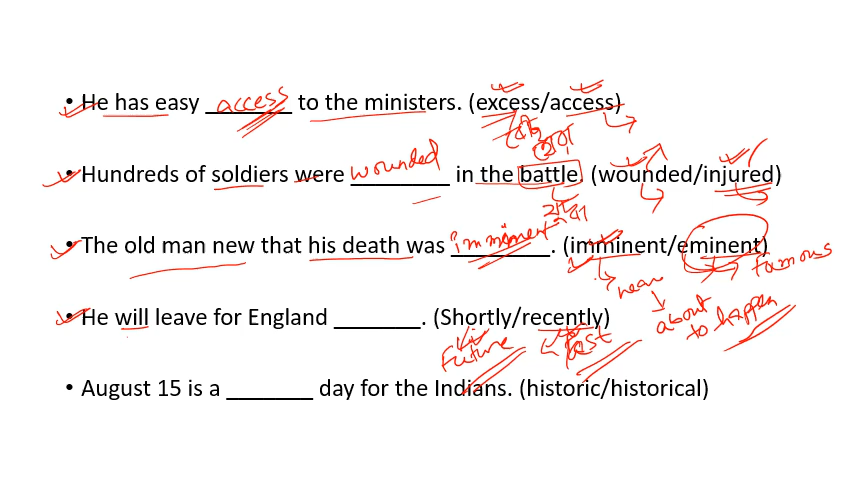 • He has easy access to the ministers. (excess/access)
• Hundreds of soldiers were wounded in the battle. (wounded/injured)
• The old man new that his death was imminent. (imminent/eminent)
near
famous
about to happen
• He will leave for England _______. (Shortly/recently)
Future
past
• August 15 is a _______ day for the Indians. (historic/historical)